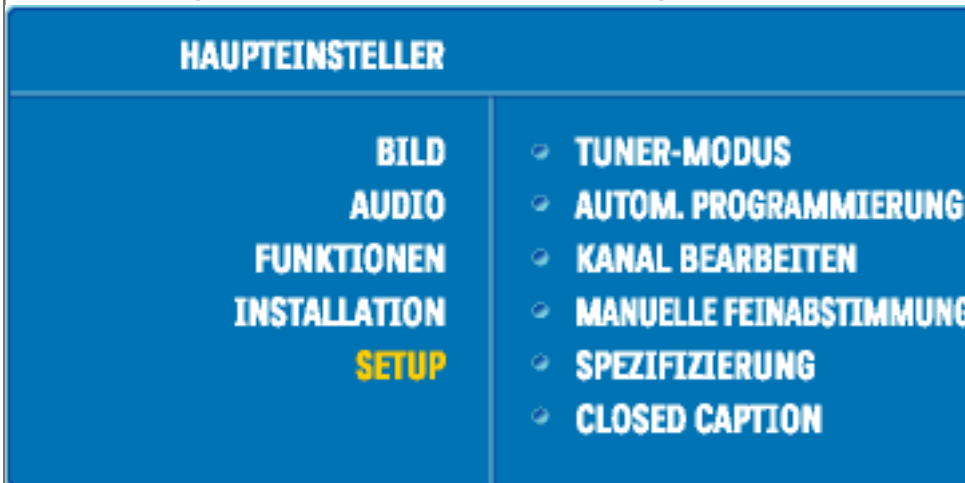 HAUPTEINSTELLER
BILD
AUDIO
FUNKTIONEN
INSTALLATION
SETUP
TUNER-MODUS
AUTOM. PROGRAMMIERUNG
KANAL BEARBEITEN
MANUELLE FEINABSTIMMUNG
SPEZIFIZIERUNG
CLOSED CAPTION